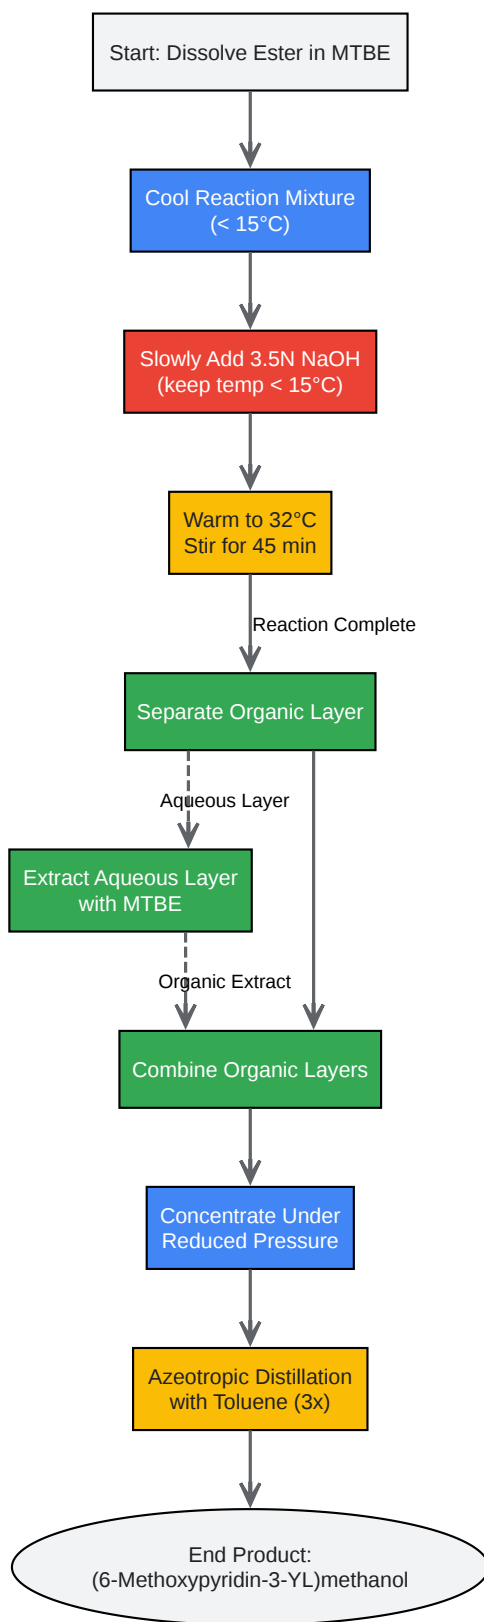 Start: Dissolve Ester in MTBE
Cool Reaction Mixture
(< 15°C)
Slowly Add 3.5N NaOH
(keep temp < 15°C)
Warm to 32°C
Stir for 45 min
Reaction Complete
Separate Organic Layer
Aqueous Layer
Extract Aqueous Layer
with MTBE
Organic Extract
Combine Organic Layers
Concentrate Under
Reduced Pressure
Azeotropic Distillation
with Toluene (3x)
End Product:
(6-Methoxypyridin-3-YL)methanol